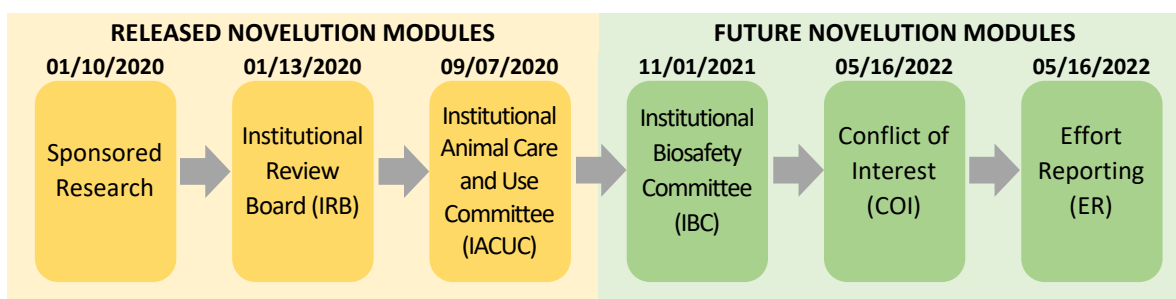 RELEASED NOVELUTION MODULES
01/10/2020
Sponsored
Research
01/13/2020
Institutional
Review
Board (IRB)
09/07/2020
Institutional
Animal Care
and Use
Committee
(IACUC)
FUTURE NOVELUTION MODULES
11/01/2021
Institutional
Biosafety
Committee
(IBC)
05/16/2022
Conflict of
Interest
(COI)
05/16/2022
Effort
Reporting
(ER)